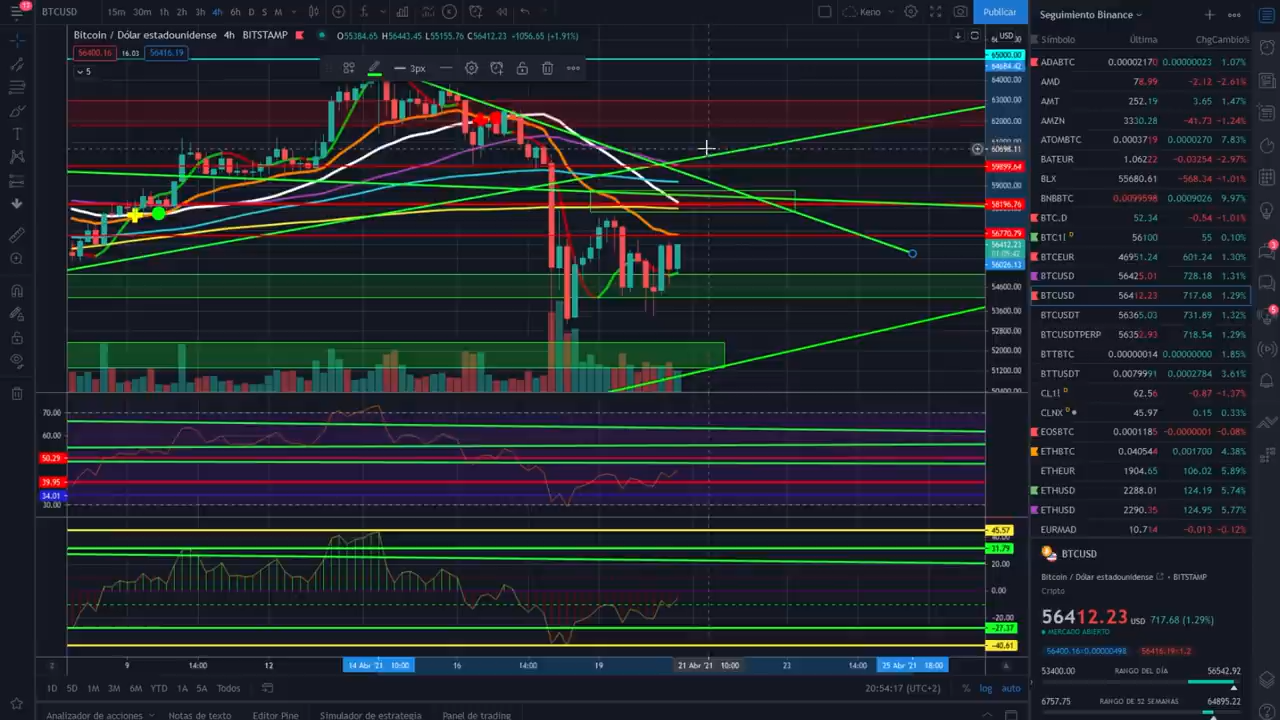 13
BTCUSD
15m 30m 1h 2h 3h 4h 6h D S M
Keno
Publicar
Bitcoin / Dólar estadounidense 4h BITSTAMP
O55384.65 H56443.45 L55155.76 C56412.23 +1056.65 (+1.91%)
56400.16 16.03 56416.19
5
3px
USD
65000.00
64684.42
64000.00
63000.00
62000.00
60698.11
59899.64
59000.00
58196.76
56770.79
56412.23
01:05:42
56026.13
54600.00
53600.00
52800.00
52000.00
51200.00
50400.00
70.00
60.00
50.29
39.95
34.01
30.00
45.57
40.00
31.79
20.00
0.00
-20.00
-27.37
-40.61
Z
9
14:00
12
14 Abr '21 10:00
16
14:00
19
21 Abr '21 10:00
23
14:00
25 Abr '21 18:00
A
1D 5D 1M 3M 6M YTD 1A 5A Todos
20:54:17 (UTC+2)
% log auto
Analizador de acciones
Notas de texto
Editor Pine
Simulador de estrategia
Panel de trading
Seguimiento Binance
Símbolo Última Chg Cambio%
ADABTC 0.00002170 0.00000023 1.07%
AMD 78.99 -2.12 -2.61%
AMT 252.19 3.65 1.47%
AMZN 3330.28 -41.73 -1.24%
ATOMBTC 0.0003719 0.0000270 7.83%
BATEUR 1.06022 -0.03254 -2.97%
BLX 55680.61 -568.34 -1.01%
BNBBTC 0.0099598 0.0009026 9.97%
BTC.D 52.34 -0.54 -1.01%
BTC1! D 56100 55 0.10%
BTCEUR 46951.24 601.24 1.30%
BTCUSD 56425.01 728.18 1.31%
BTCUSD 56412.23 717.68 1.29%
BTCUSDT 56365.03 731.89 1.32%
BTCUSDTPERP 56352.93 718.54 1.29%
BTTBTC 0.00000014 0.00000000 1.85%
BTTUSDT 0.0079991 0.0002784 3.61%
CL1! D 62.56 -0.87 -1.37%
CLNX D 45.97 0.15 0.33%
EOSBTC 0.0001185 -0.0000001 -0.08%
ETHBTC 0.040544 0.001700 4.38%
ETHEUR 1904.65 106.02 5.89%
ETHUSD 2288.01 124.19 5.74%
ETHUSD 2290.35 124.95 5.77%
EURMAD 10.714 -0.013 -0.12%
BTCUSD
Bitcoin / Dólar estadounidense • BITSTAMP
Cripto
56412.23 USD 717.68 (1.29%)
MERCADO ABIERTO
53400.00 RANGO DEL DÍA 56542.92
6757.75 RANGO DE 52 SEMANAS 64895.22